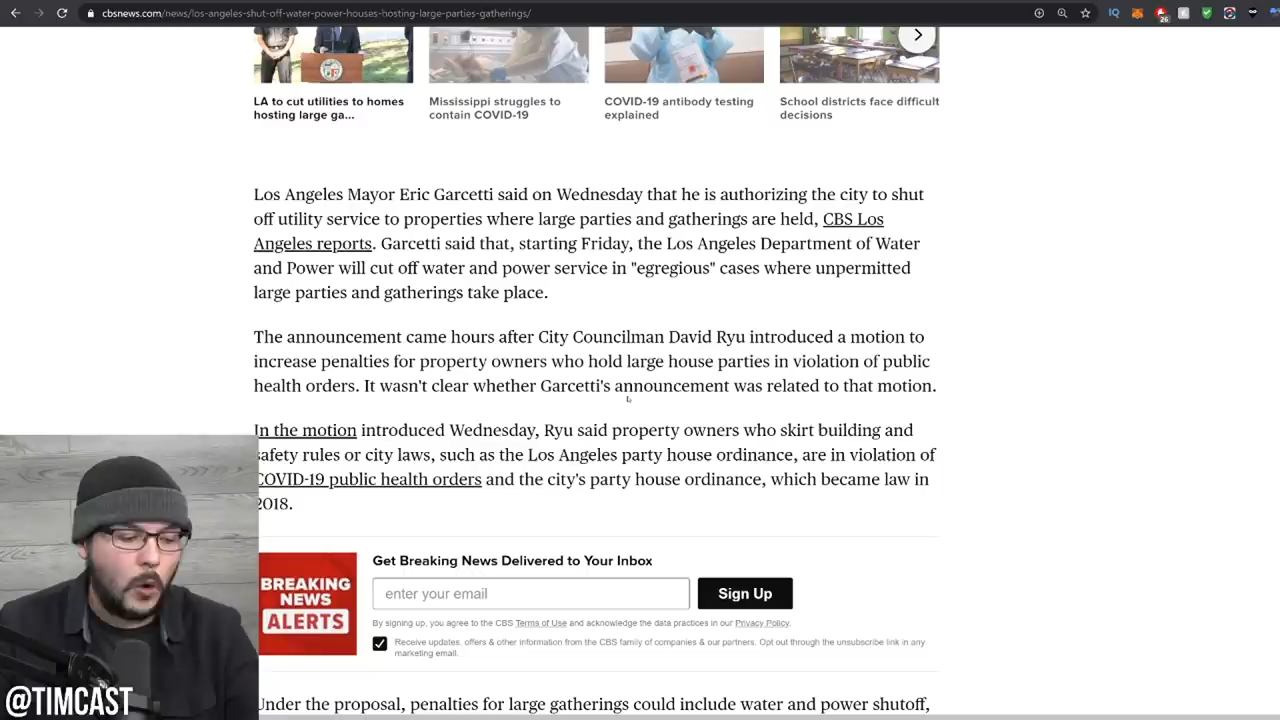 cbsnews.com/news/los-angeles-shut-off-water-power-houses-hosting-large-parties-gatherings/
26
LA to cut utilities to homes
hosting large ga...
Mississippi struggles to
contain COVID-19
COVID-19 antibody testing
explained
School districts face difficult
decisions
Los Angeles Mayor Eric Garcetti said on Wednesday that he is authorizing the city to shut
off utility service to properties where large parties and gatherings are held, CBS Los
Angeles reports. Garcetti said that, starting Friday, the Los Angeles Department of Water
and Power will cut off water and power service in "egregious" cases where unpermitted
large parties and gatherings take place.
The announcement came hours after City Councilman David Ryu introduced a motion to
increase penalties for property owners who hold large house parties in violation of public
health orders. It wasn't clear whether Garcetti's announcement was related to that motion.
In the motion introduced Wednesday, Ryu said property owners who skirt building and
safety rules or city laws, such as the Los Angeles party house ordinance, are in violation of
COVID-19 public health orders and the city's party house ordinance, which became law in
2018.
BREAKING
NEWS
ALERTS
Get Breaking News Delivered to Your Inbox
enter your email
Sign Up
By signing up, you agree to the CBS Terms of Use and acknowledge the data practices in our Privacy Policy.
Receive updates, offers & other information from the CBS family of companies & our partners. Opt out through the unsubscribe link in any
marketing email.
@TIMCAST
Under the proposal, penalties for large gatherings could include water and power shutoff,